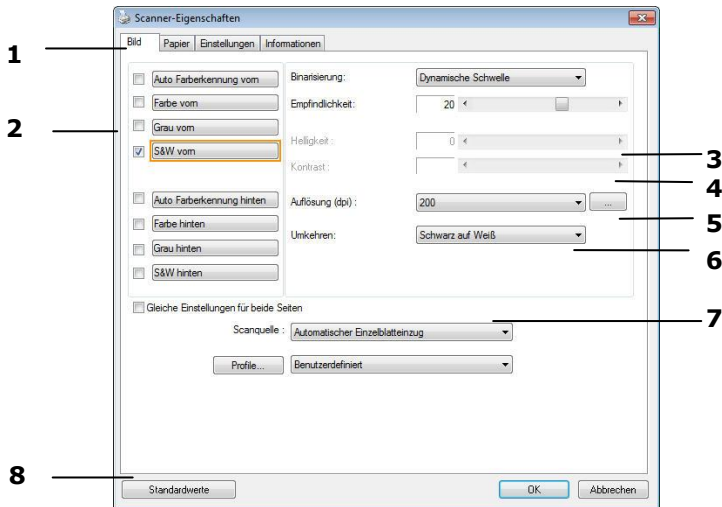 Scanner-Eigenschaften
Bild Papier Einstellungen Informationen
1
2
Auto Farberkennung vorn
Farbe vorn
Grau vorn
S&W vorn
Auto Farberkennung hinten
Farbe hinten
Grau hinten
S&W hinten
Binarisierung: Dynamische Schwelle
Empfindlichkeit: 20
Helligkeit : 0
3
Kontrast :
4
Auflösung (dpi) : 200 ...
5
Umkehren: Schwarz auf Weiß
6
Gleiche Einstellungen für beide Seiten
7
Scanquelle : Automatischer Einzelblatteinzug
Profile... Benutzerdefiniert
8
Standardwerte OK Abbrechen